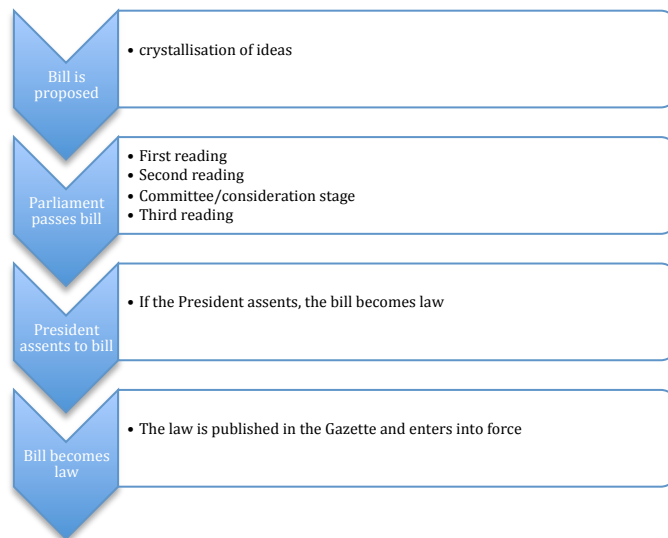 Bill is
proposed
• crystallisation of ideas
Parliament
passes bill
• First reading
• Second reading
• Committee/consideration stage
• Third reading
President
assents to bill
• If the President assents, the bill becomes law
Bill becomes
law
• The law is published in the Gazette and enters into force